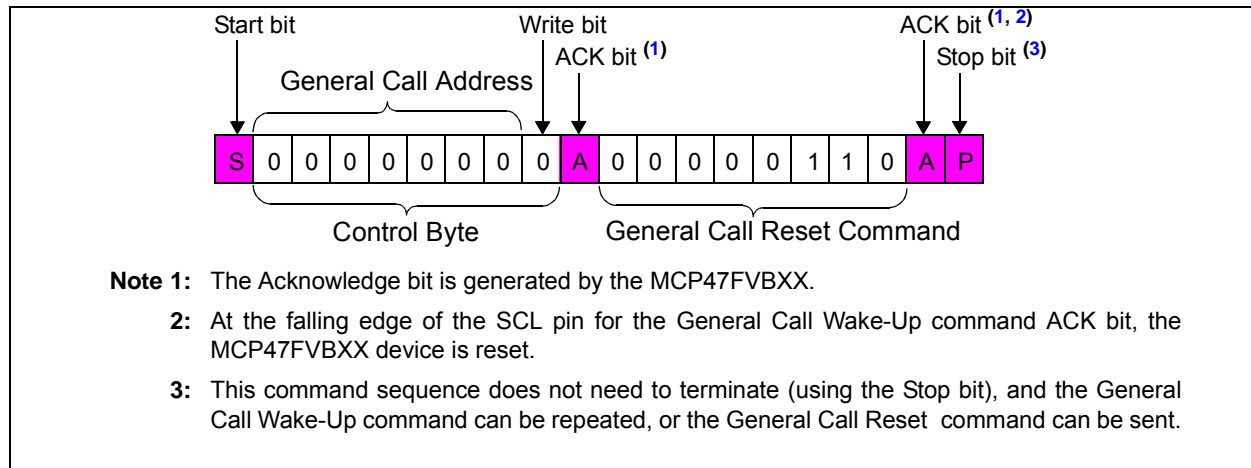 Start bit Write bit ACK bit (1, 2)
ACK bit (1) Stop bit (3)
General Call Address
S 0 0 0 0 0 0 0 0 A 0 0 0 0 0 1 1 0 A P
Control Byte General Call Reset Command
Note 1: The Acknowledge bit is generated by the MCP47FVBXX.
2: At the falling edge of the SCL pin for the General Call Wake-Up command ACK bit, the
MCP47FVBXX device is reset.
3: This command sequence does not need to terminate (using the Stop bit), and the General
Call Wake-Up command can be repeated, or the General Call Reset command can be sent.